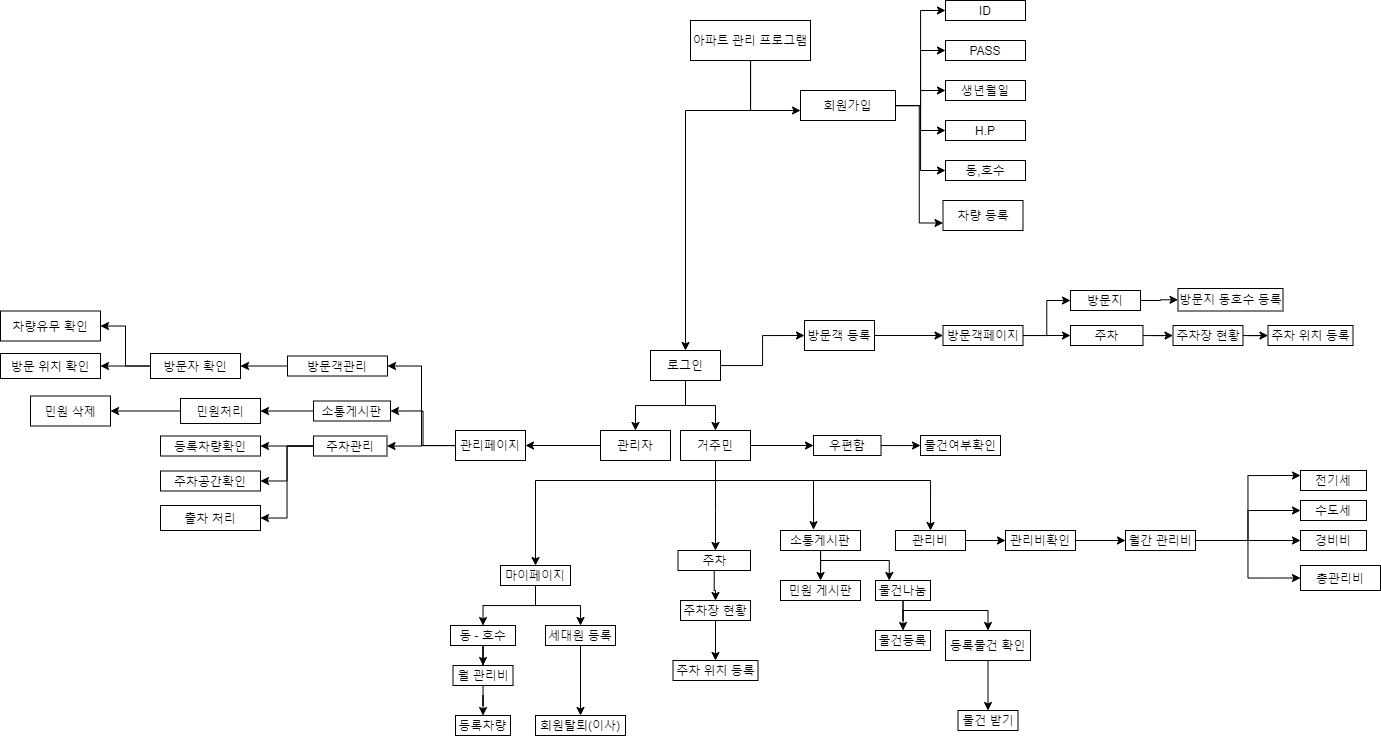 아파트 관리 프로그램
회원가입
ID
PASS
생년월일
H.P
동,호수
차량 등록
로그인
방문객 등록
방문객페이지
방문지
방문지 동호수 등록
주차
주차장 현황
주차 위치 등록
관리자
관리페이지
방문객관리
방문자 확인
차량유무 확인
방문 위치 확인
소통게시판
민원처리
민원 삭제
주차관리
등록차량확인
주차공간확인
출차 처리
거주민
우편함
물건여부확인
마이페이지
동 - 호수
월 관리비
등록차량
세대원 등록
회원탈퇴(이사)
주차
주차장 현황
주차 위치 등록
소통게시판
민원 게시판
물건나눔
물건등록
등록물건 확인
물건 받기
관리비
관리비확인
월간 관리비
전기세
수도세
경비비
총관리비